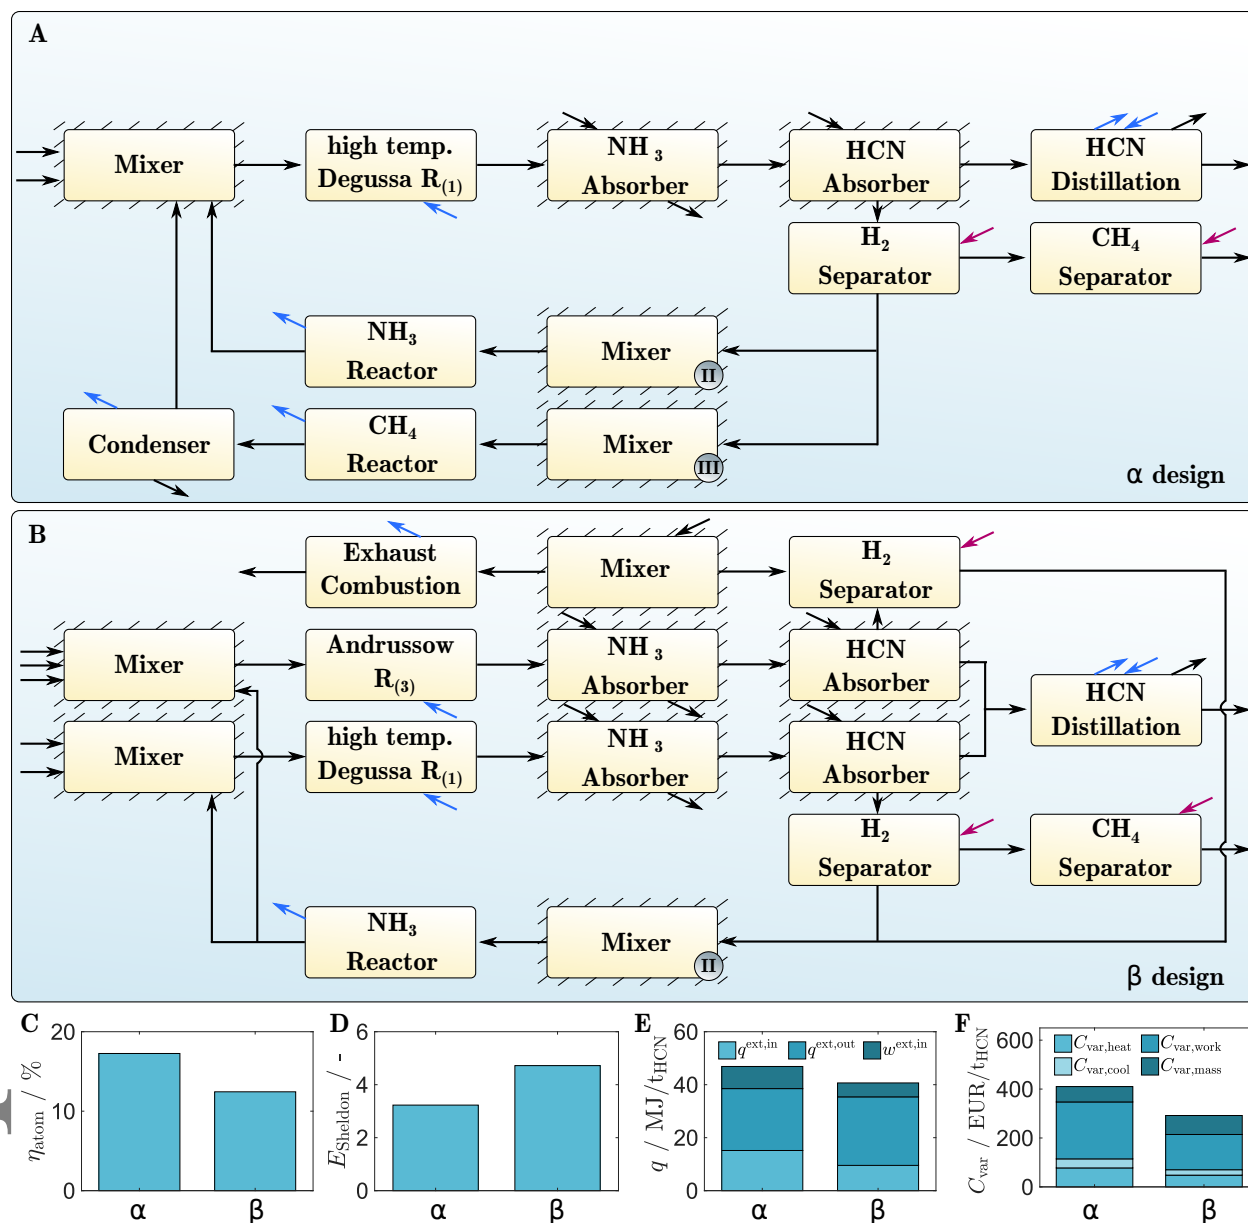 A
Mixer
high temp.
Degussa R(1)
NH3
Absorber
HCN
Absorber
HCN
Distillation
H2
Separator
CH4
Separator
NH3
Reactor
Mixer
II
Condenser
CH4
Reactor
Mixer
III
α design
B
Exhaust
Combustion
Mixer
H2
Separator
Mixer
Andrussow
R(3)
NH3
Absorber
HCN
Absorber
HCN
Distillation
Mixer
high temp.
Degussa R(1)
NH3
Absorber
HCN
Absorber
H2
Separator
CH4
Separator
NH3
Reactor
Mixer
II
β design
C
20
10
0
ηatom / %
α β
D
6
4
2
0
ESheldon / -
α β
E
60
40
20
0
q / MJ/tHCN
q^ext,in q^ext,out w^ext,in
α β
F
600
400
200
0
Cvar / EUR/tHCN
Cvar,heat Cvar,work
Cvar,cool Cvar,mass
α β